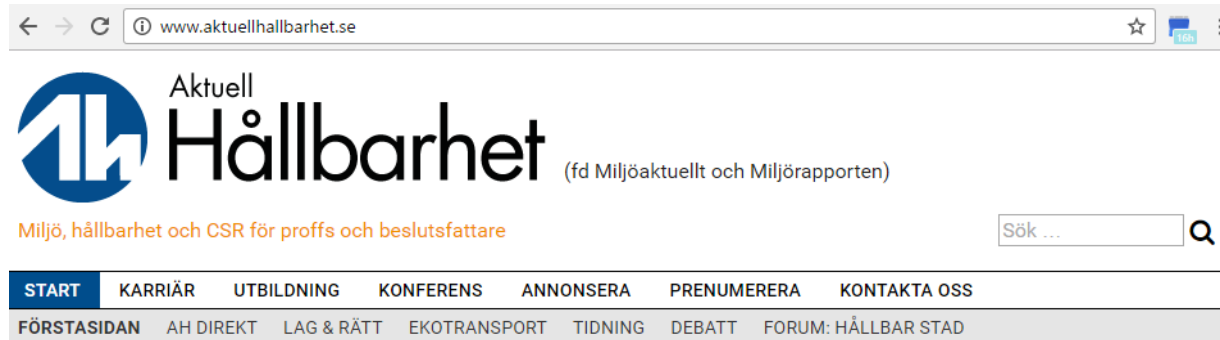 www.aktuellhallbarhet.se
16h
Ah
Aktuell
Hållbarhet (fd Miljöaktuellt och Miljörapporten)
Miljö, hållbarhet och CSR för proffs och beslutsfattare
Sök ...
START KARRIÄR UTBILDNING KONFERENS ANNONSERA PRENUMERERA KONTAKTA OSS
FÖRSTASIDAN AH DIREKT LAG & RÄTT EKOTRANSPORT TIDNING DEBATT FORUM: HÅLLBAR STAD